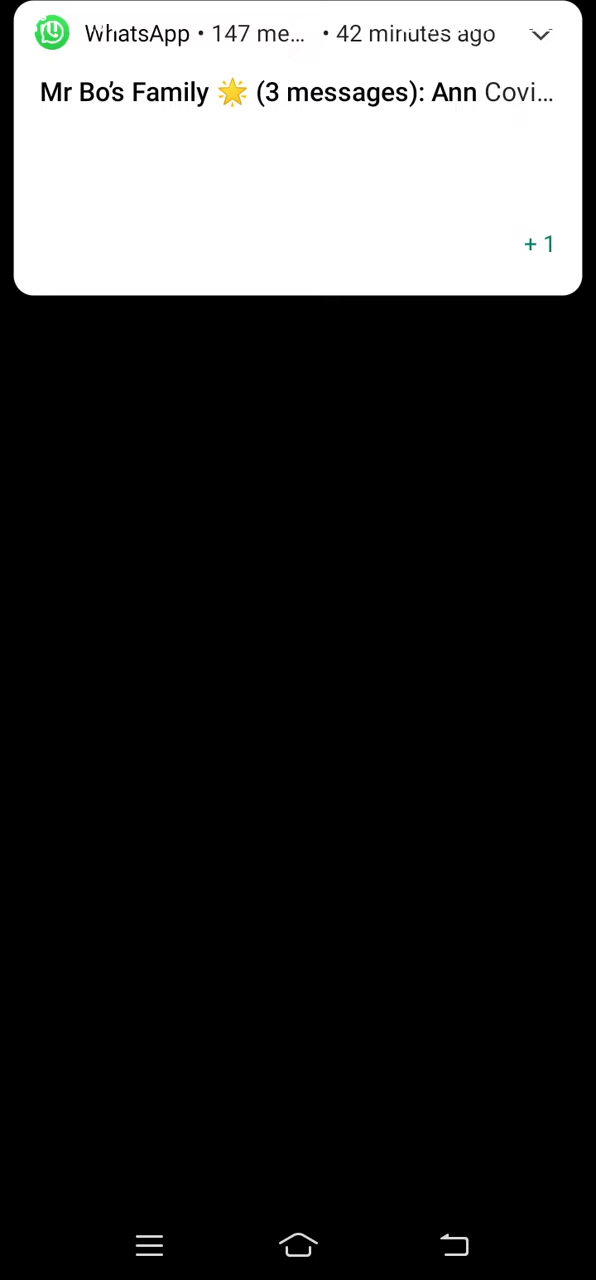 WhatsApp • 147 me... • 42 minutes ago
Mr Bo's Family 🌟 (3 messages): Ann Covi...
+ 1